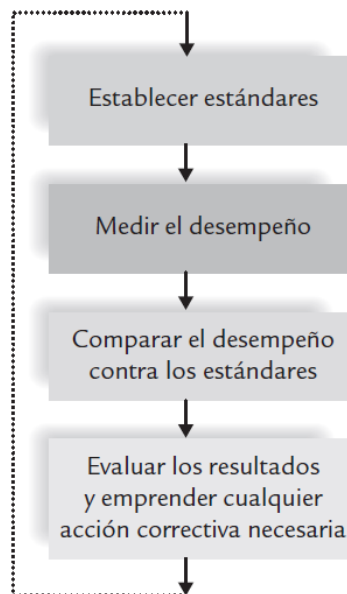 Establecer estándares
Medir el desempeño
Comparar el desempeño
contra los estándares
Evaluar los resultados
y emprender cualquier
acción correctiva necesaria